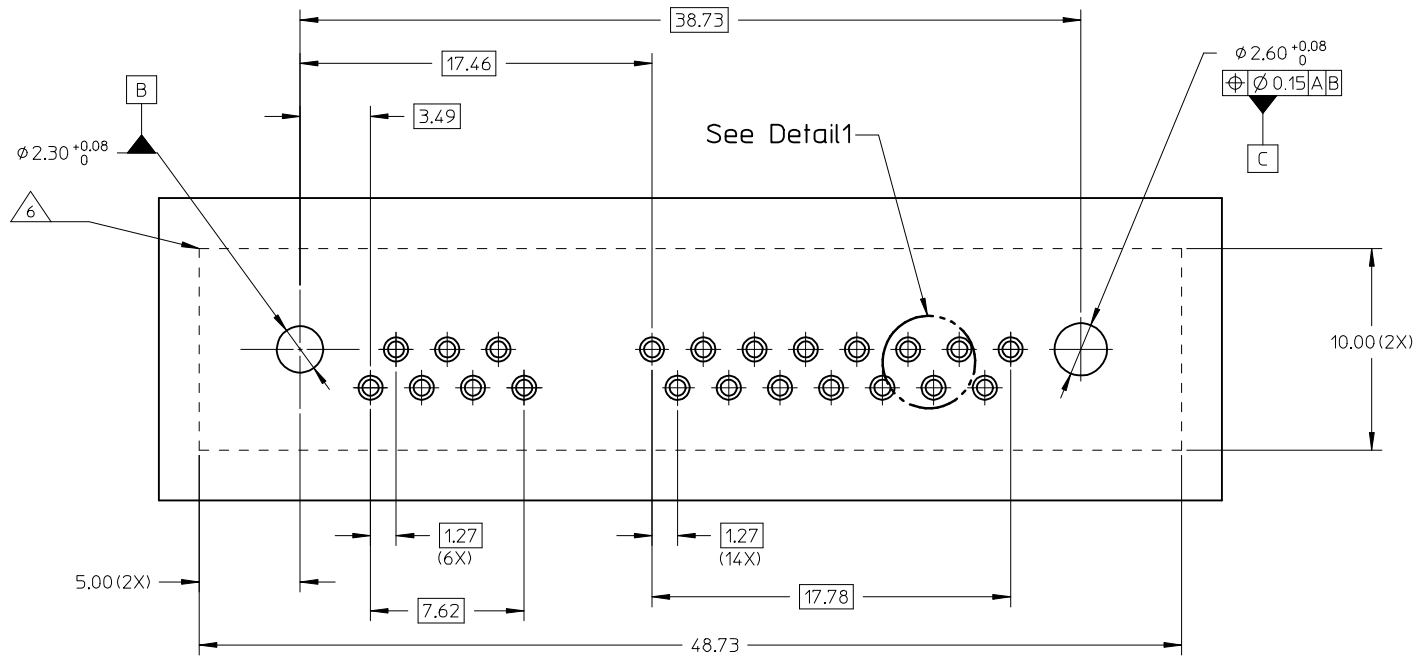 38.73
17.46
3.49
B
⌀2.30 +0.08
0
6
See Detail1
⌀2.60 +0.08
0
⌖ ⌀0.15 A B
C
10.00(2X)
1.27
(6X)
1.27
(14X)
5.00(2X)
7.62
17.78
48.73